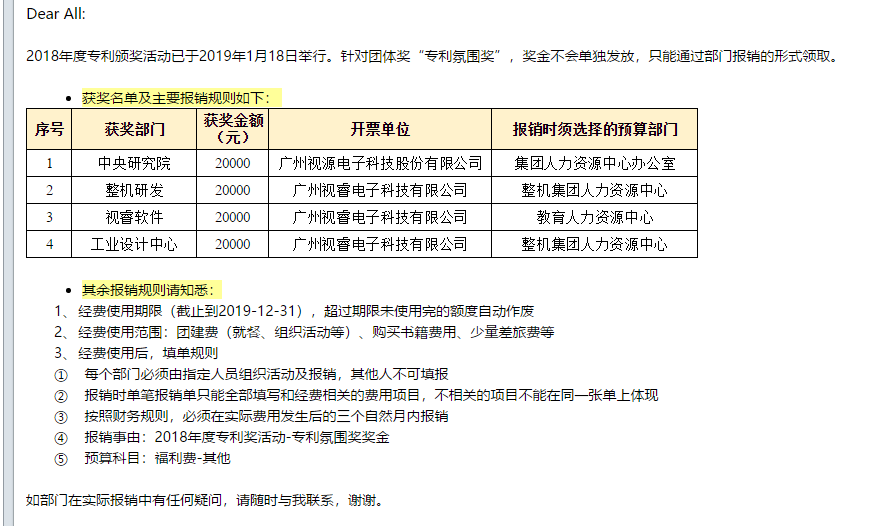 Dear All:
2018年度专利颁奖活动已于2019年1月18日举行。针对团体奖“专利氛围奖”，奖金不会单独发放，只能通过部门报销的形式领取。
• 获奖名单及主要报销规则如下：
序号 获奖部门 获奖金额（元） 开票单位 报销时须选择的预算部门
1 中央研究院 20000 广州视源电子科技股份有限公司 集团人力资源中心办公室
2 整机研发 20000 广州视睿电子科技有限公司 整机集团人力资源中心
3 视睿软件 20000 广州视睿电子科技有限公司 教育人力资源中心
4 工业设计中心 20000 广州视睿电子科技有限公司 整机集团人力资源中心
• 其余报销规则请知悉：
1、经费使用期限（截止到2019-12-31），超过期限未使用完的额度自动作废
2、经费使用范围：团建费（就餐、组织活动等）、购买书籍费用、少量差旅费等
3、经费使用后，填单规则
① 每个部门必须由指定人员组织活动及报销，其他人不可填报
② 报销时单笔报销单只能全部填写和经费相关的费用项目，不相关的项目不能在同一张单上体现
③ 按照财务规则，必须在实际费用发生后的三个自然月内报销
④ 报销事由：2018年度专利奖活动-专利氛围奖奖金
⑤ 预算科目：福利费-其他
如部门在实际报销中有任何疑问，请随时与我联系，谢谢。